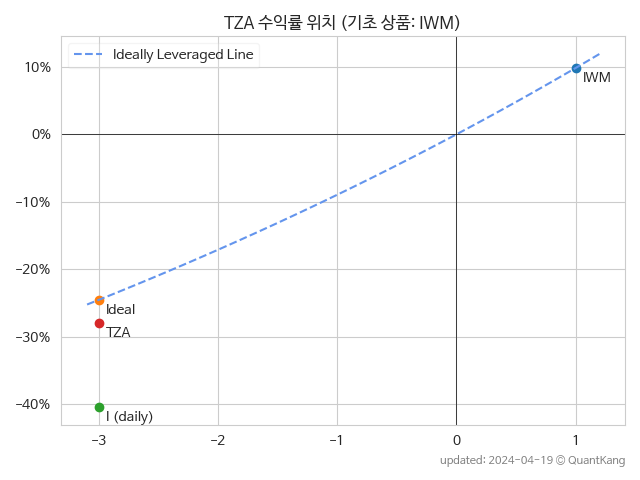 TZA 수익률 위치 (기초 상품: IWM)
Ideally Leveraged Line
10%
IWM
0%
−10%
−20%
Ideal
TZA
−30%
−40%
I (daily)
−3
−2
−1
0
1
updated: 2024-04-19 © QuantKang